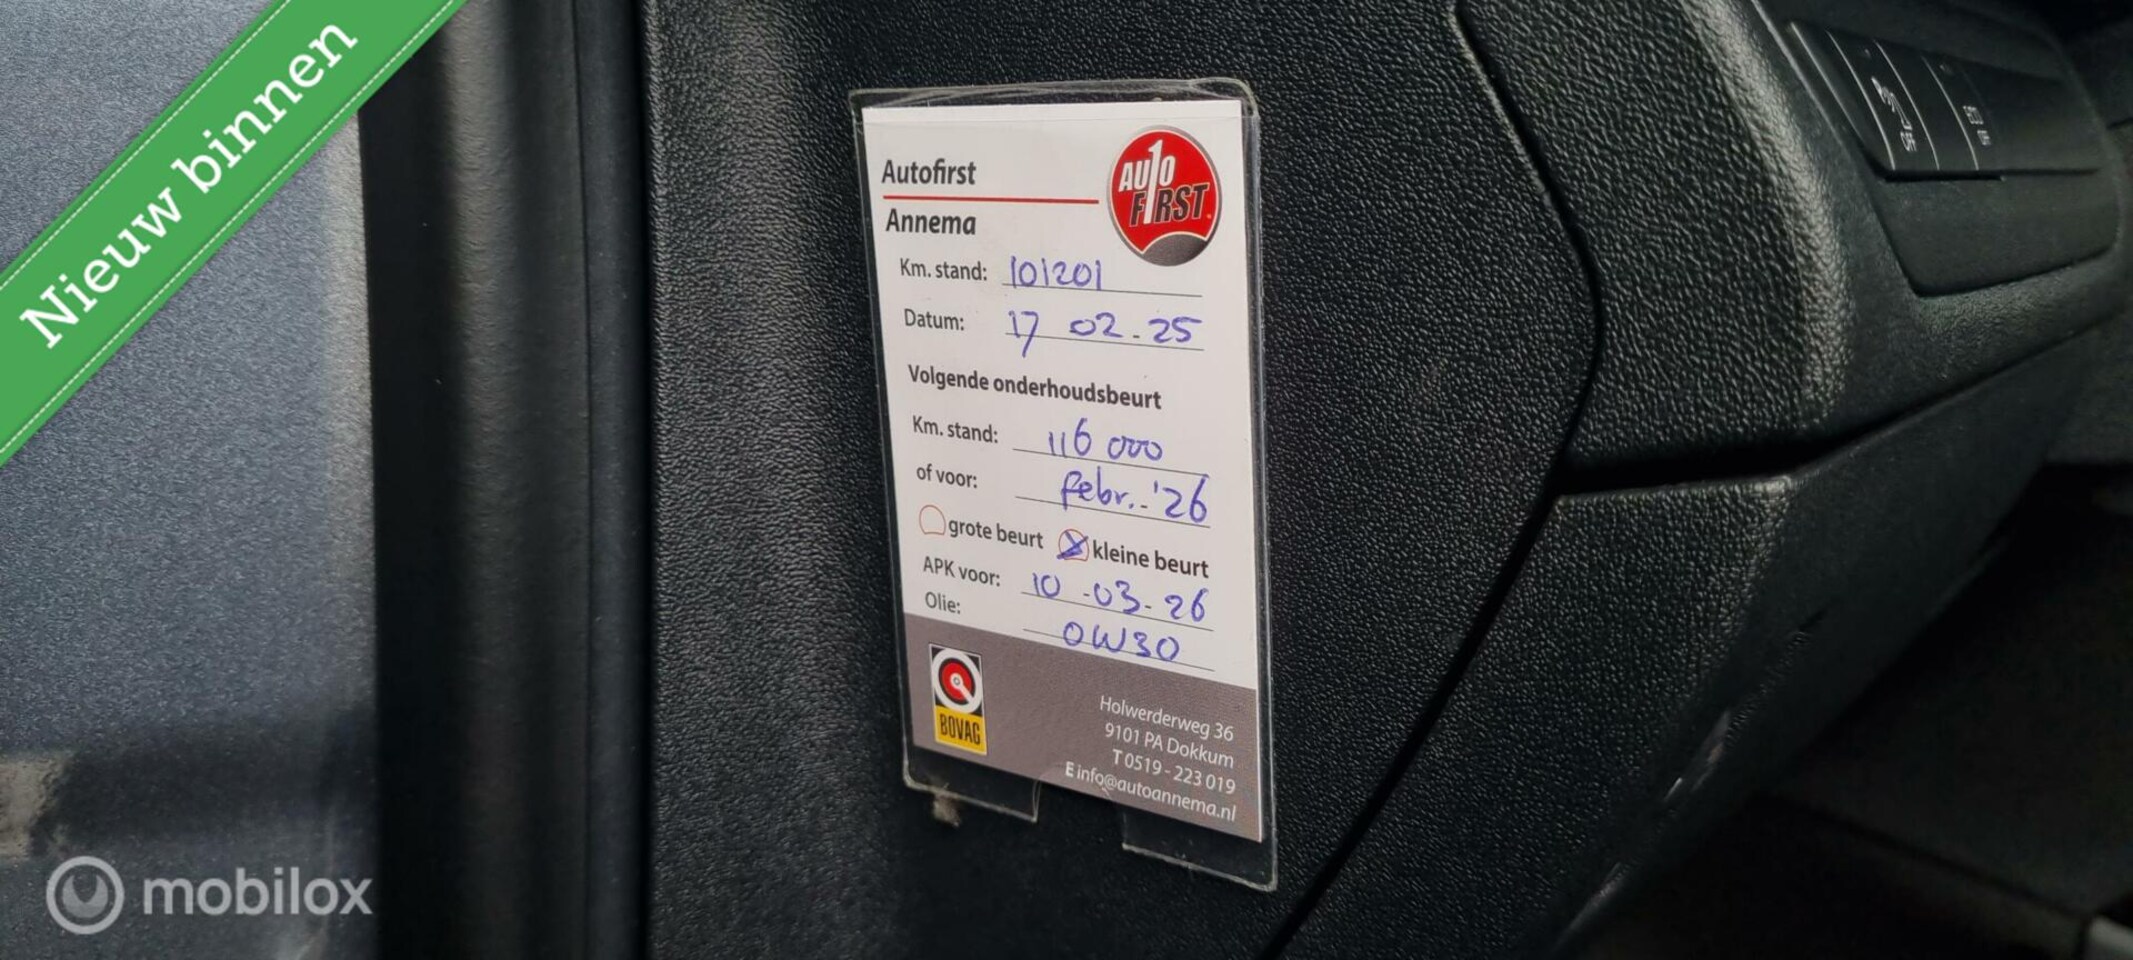 Nieuw binnen
Autofirst
Annema
AUTO
FIRST
Km. stand: 101201
Datum: 17 02 - 25
Volgende onderhoudsbeurt
Km. stand: 116 000
of voor: febr.. '26
grote beurt kleine beurt
APK voor: 10 - 03 - 26
Olie: 0W30
BOVAG
Holwerderweg 36
9101 PA Dokkum
T 0519 - 223 019
E info@autoannema.nl
OFF
mobilox